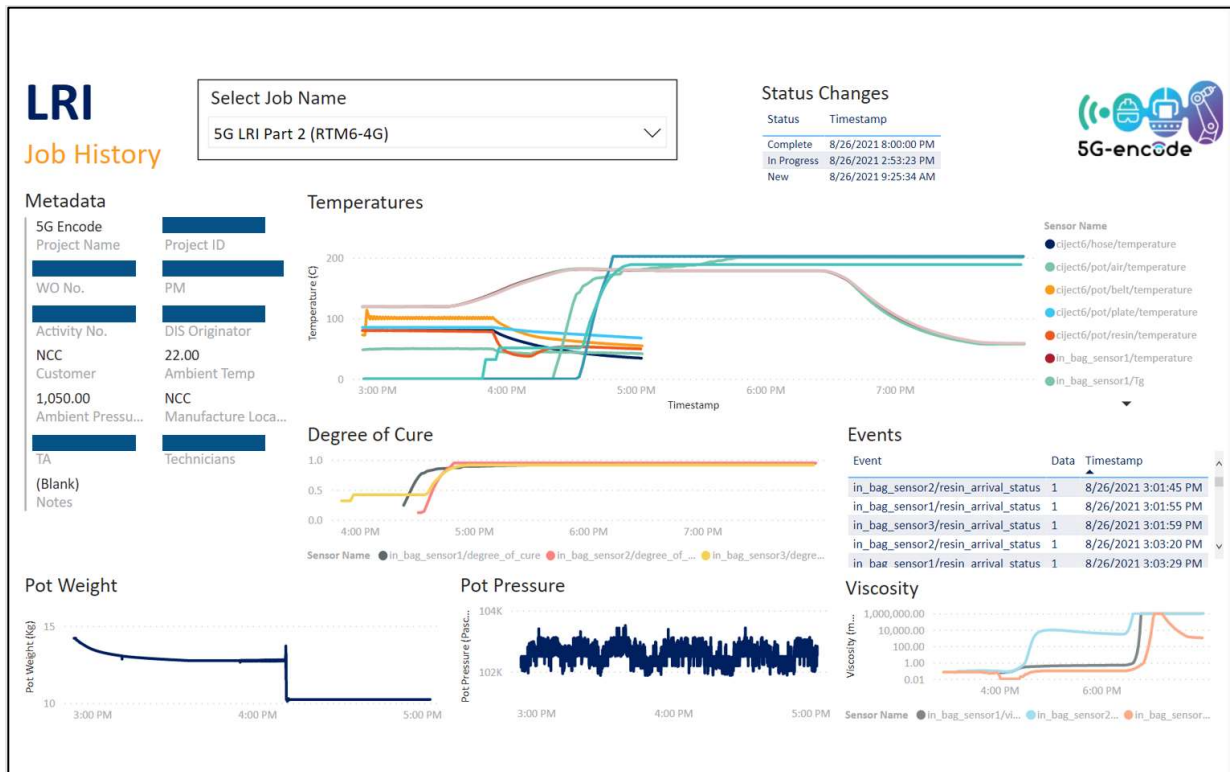 LRI
Job History
Select Job Name
5G LRI Part 2 (RTM6-4G)
Status Changes
Status Timestamp
Complete 8/26/2021 8:00:00 PM
In Progress 8/26/2021 2:53:23 PM
New 8/26/2021 9:25:34 AM
5G-encode
Metadata
5G Encode
Project Name Project ID
WO No. PM
Activity No. DIS Originator
NCC 22.00
Customer Ambient Temp
1,050.00 NCC
Ambient Pressu... Manufacture Loca...
TA Technicians
(Blank)
Notes
Temperatures
Temperature (C)
200
100
0
3:00 PM 4:00 PM 5:00 PM 6:00 PM 7:00 PM
Timestamp
Sensor Name
ciject6/hose/temperature
ciject6/pot/air/temperature
ciject6/pot/belt/temperature
ciject6/pot/plate/temperature
ciject6/pot/resin/temperature
in_bag_sensor1/temperature
in_bag_sensor1/Tg
Degree of Cure
1.0
0.5
0.0
4:00 PM 5:00 PM 6:00 PM 7:00 PM
Sensor Name in_bag_sensor1/degree_of_cure in_bag_sensor2/degree_of_... in_bag_sensor3/degre...
Events
Event Data Timestamp
in_bag_sensor2/resin_arrival_status 1 8/26/2021 3:01:45 PM
in_bag_sensor1/resin_arrival_status 1 8/26/2021 3:01:55 PM
in_bag_sensor3/resin_arrival_status 1 8/26/2021 3:01:59 PM
in_bag_sensor2/resin_arrival_status 1 8/26/2021 3:03:20 PM
in_bag_sensor1/resin_arrival_status 1 8/26/2021 3:03:29 PM
Pot Weight
Pot Weight (Kg)
15
10
3:00 PM 4:00 PM 5:00 PM
Pot Pressure
Pot Pressure (Pasc...
104K
102K
3:00 PM 4:00 PM 5:00 PM
Viscosity
Viscosity (m...
1,000,000.00
10,000.00
1.00
0.01
4:00 PM 6:00 PM
Sensor Name in_bag_sensor1/vi... in_bag_sensor2... in_bag_sensor...